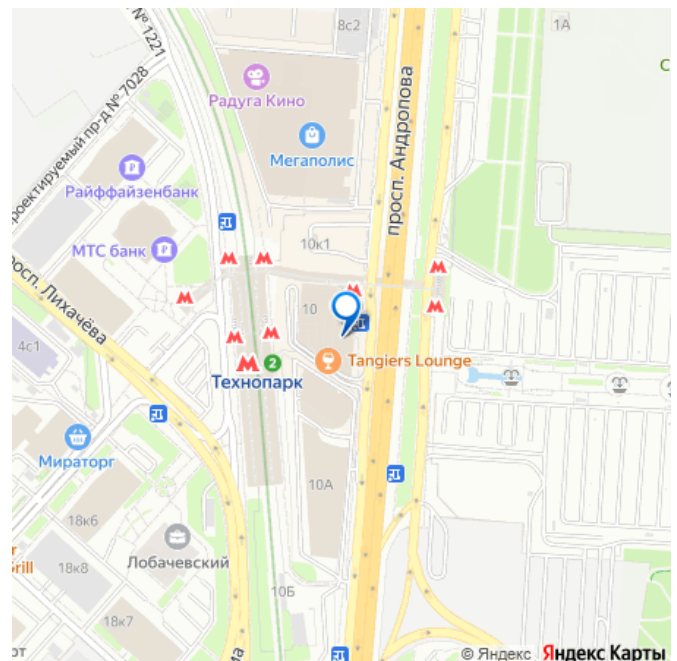 № 1221
8с2
1А
С
Радуга Кино
просп. Андропова
Мегаполис
проектируемый пр-д № 7028
Райффайзенбанк
МТС банк
10к1
просп. Лихачёва
10
4с1
2
Tangiers Lounge
Технопарк
Мираторг
10А
18к6
Лобачевский
Grill
18к8
10Б
18к7
© Яндекс Яндекс Карты